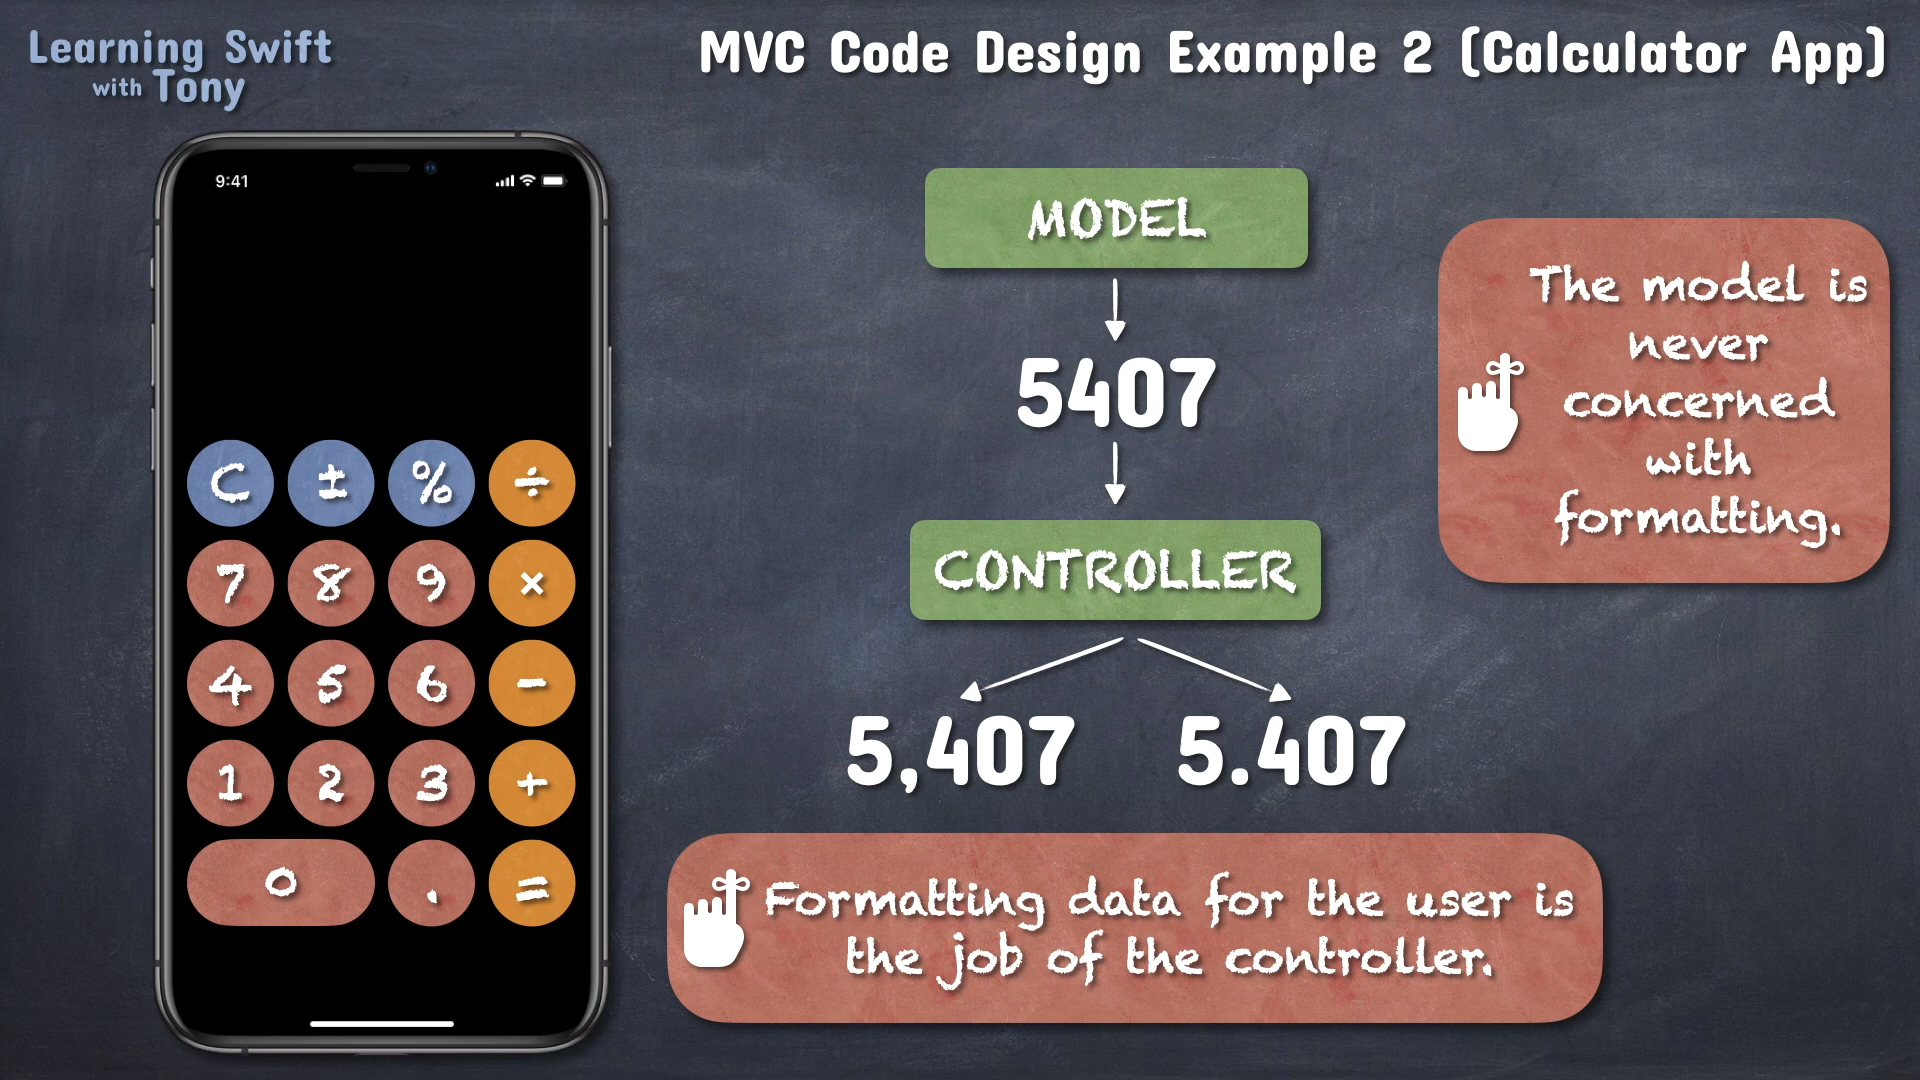 Learning Swift
with Tony
MVC Code Design Example 2 (Calculator App)
9:41
C ± % ÷
7 8 9 ×
4 5 6 −
1 2 3 +
0 . =
MODEL
5407
CONTROLLER
5,407 5.407
The model is
never
concerned
with
formatting.
Formatting data for the user is
the job of the controller.